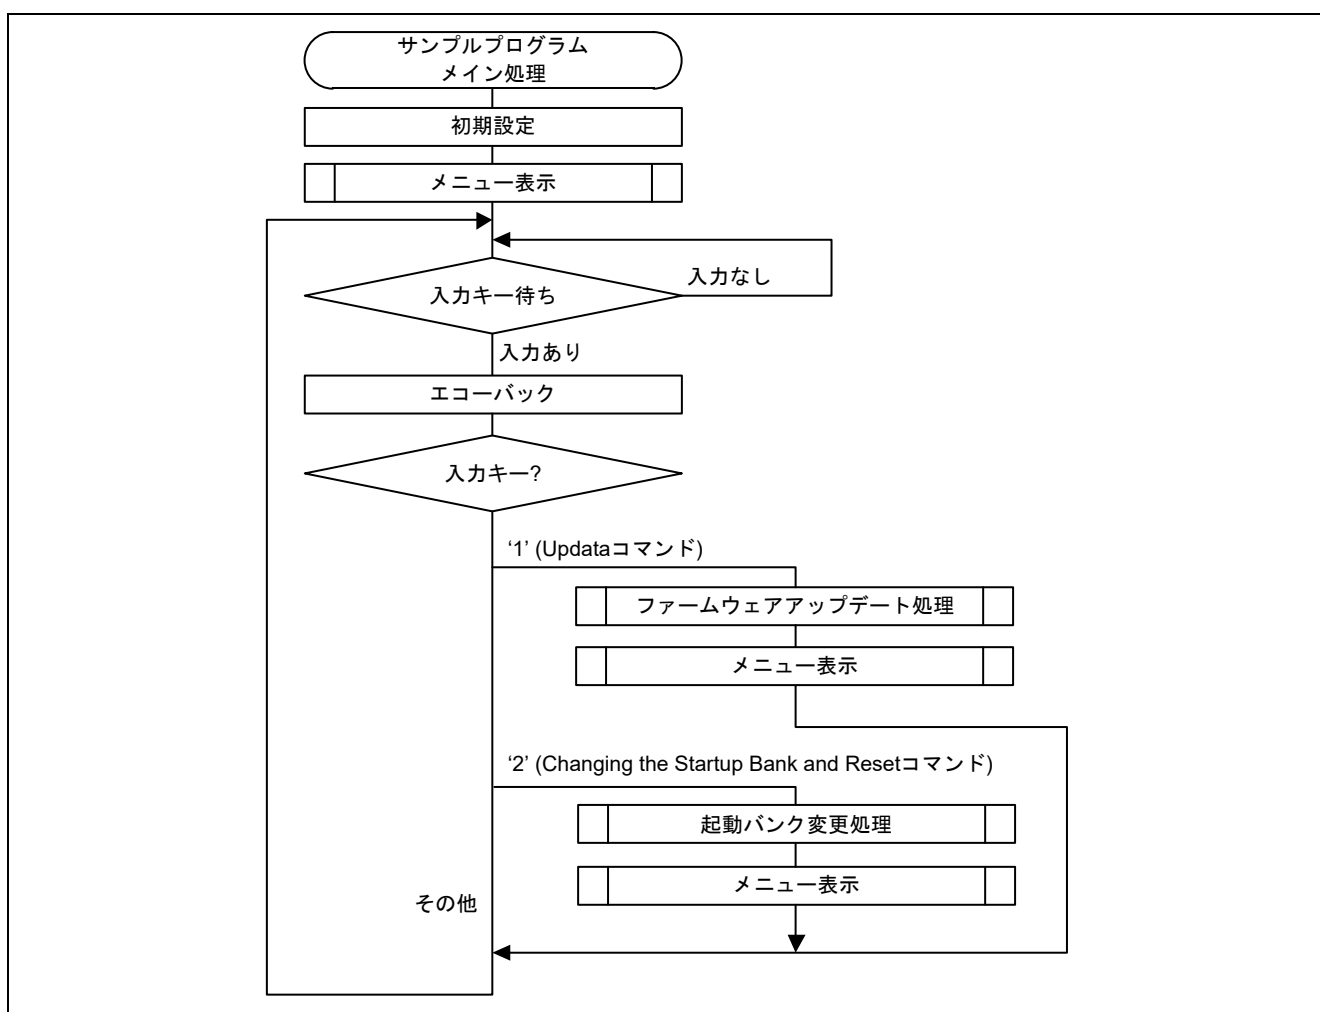 サンプルプログラム
メイン処理
初期設定
メニュー表示
入力なし
入力キー待ち
入力あり
エコーバック
入力キー?
‘1’ (Updataコマンド)
ファームウェアアップデート処理
メニュー表示
‘2’ (Changing the Startup Bank and Resetコマンド)
起動バンク変更処理
メニュー表示
その他